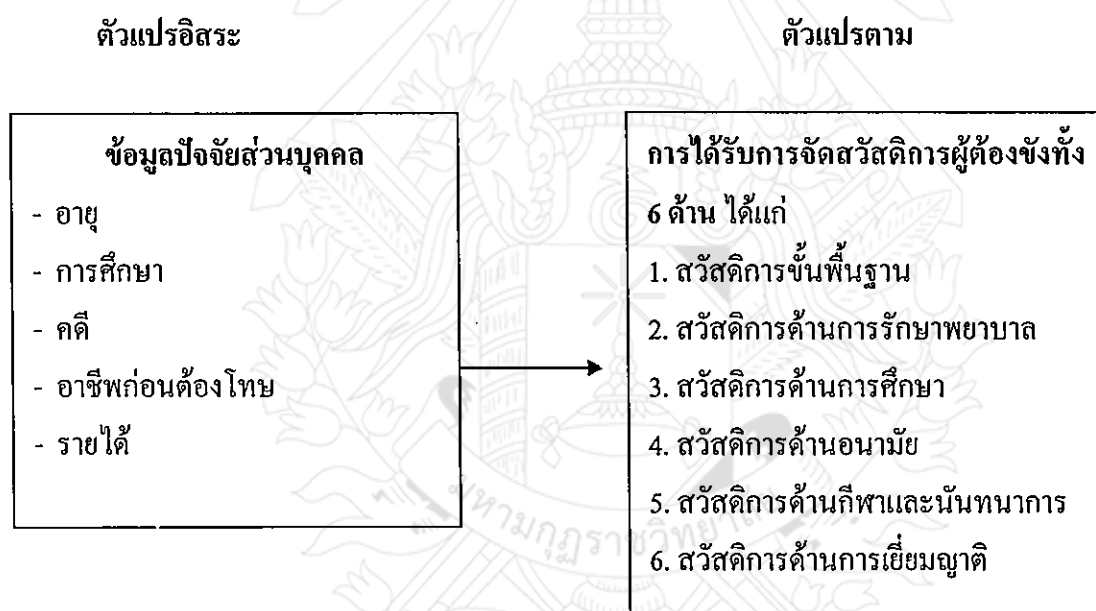 ตัวแปรอิสระ
ตัวแปรตาม
ข้อมูลปัจจัยส่วนบุคคล
- อายุ
- การศึกษา
- คดี
- อาชีพก่อนต้องโทษ
- รายได้
การได้รับการจัดสวัสดิการผู้ต้องขังทั้ง
6 ด้าน ได้แก่
1. สวัสดิการขั้นพื้นฐาน
2. สวัสดิการด้านการรักษาพยาบาล
3. สวัสดิการด้านการศึกษา
4. สวัสดิการด้านอนามัย
5. สวัสดิการด้านกีฬาและนันทนาการ
6. สวัสดิการด้านการเยี่ยมญาติ